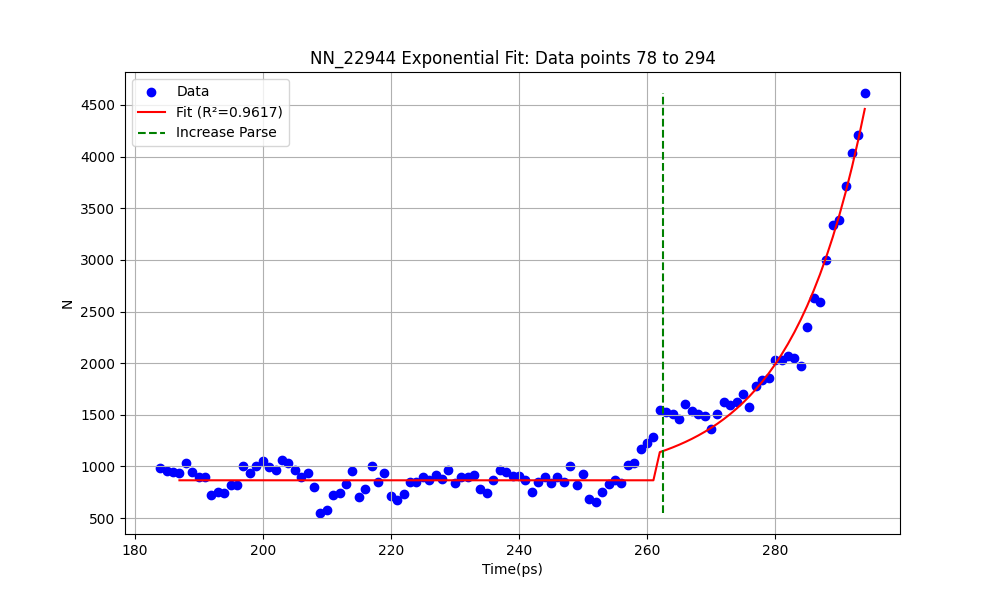 NN_22944 Exponential Fit: Data points 78 to 294
Data
Fit (R²=0.9617)
Increase Parse
4500
4000
3500
3000
2500
2000
1500
1000
500
N
180 200 220 240 260 280
Time(ps)